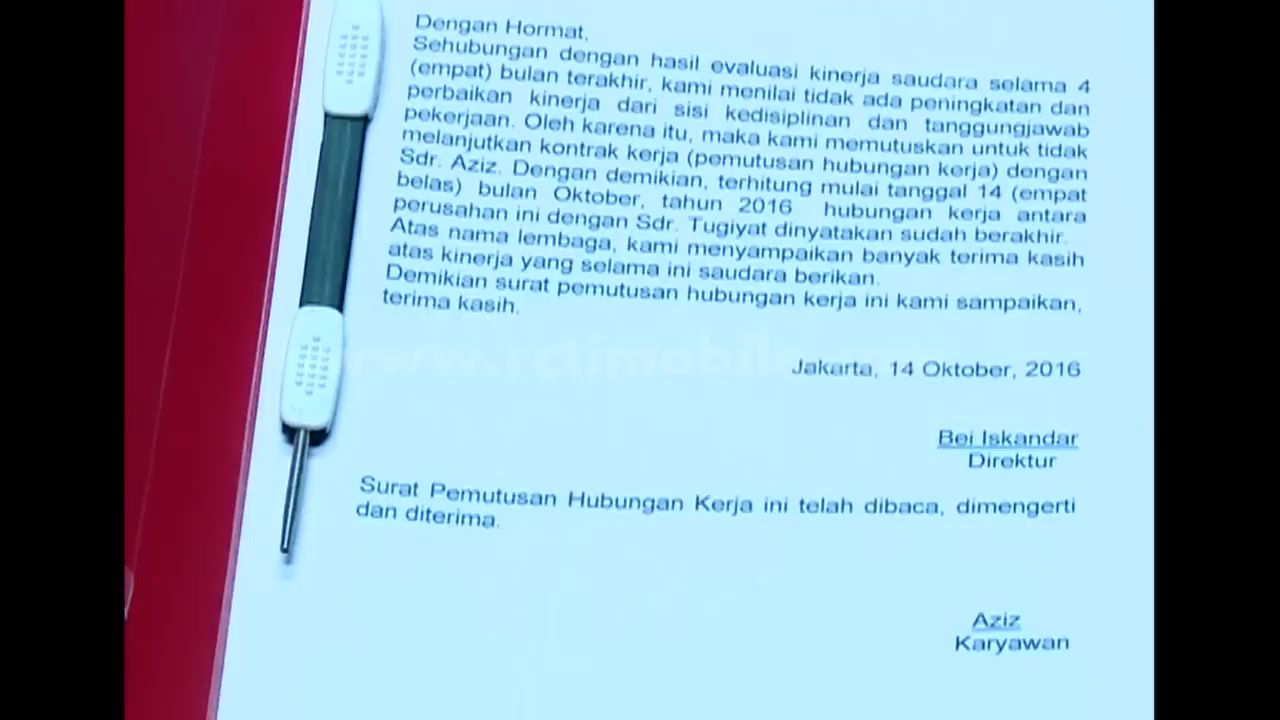 Dengan Hormat,
Sehubungan dengan hasil evaluasi kinerja saudara selama 4
(empat) bulan terakhir, kami menilai tidak ada peningkatan dan
perbaikan kinerja dari sisi kedisiplinan dan tanggungjawab
pekerjaan. Oleh karena itu, maka kami memutuskan untuk tidak
melanjutkan kontrak kerja (pemutusan hubungan kerja) dengan
Sdr. Aziz. Dengan demikian, terhitung mulai tanggal 14 (empat
belas) bulan Oktober, tahun 2016 hubungan kerja antara
perusahan ini dengan Sdr. Tugiyat dinyatakan sudah berakhir.
Atas nama lembaga, kami menyampaikan banyak terima kasih
atas kinerja yang selama ini saudara berikan.
Demikian surat pemutusan hubungan kerja ini kami sampaikan,
terima kasih.
Jakarta, 14 Oktober, 2016
Bei Iskandar
Direktur
Surat Pemutusan Hubungan Kerja ini telah dibaca, dimengerti
dan diterima.
Aziz
Karyawan